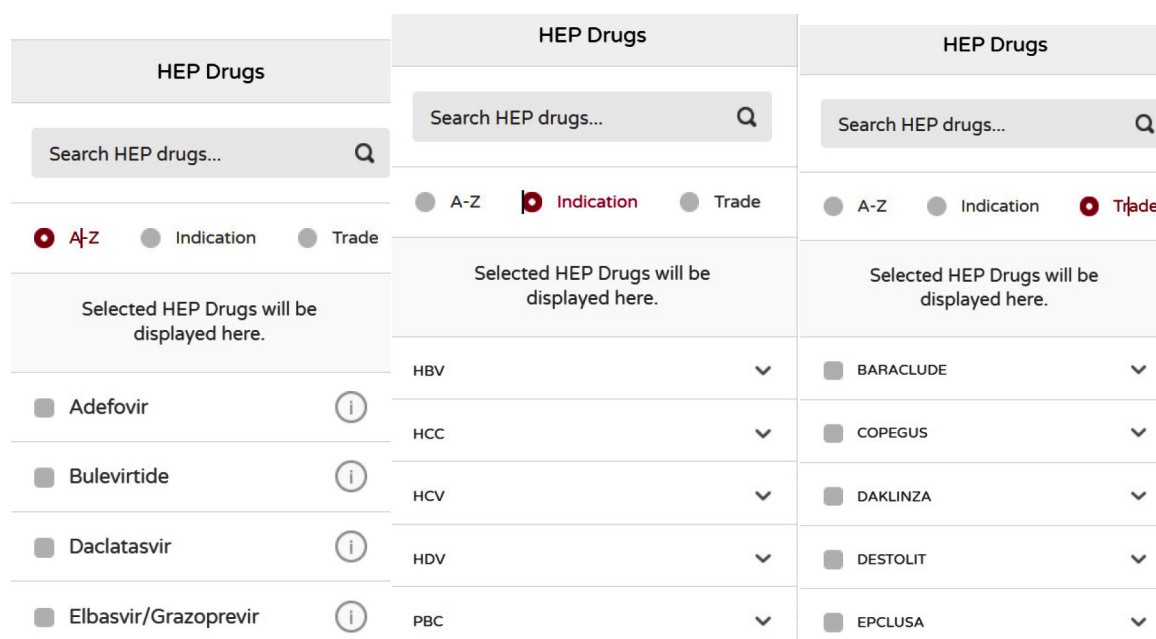 HEP Drugs
Search HEP drugs...
A-Z Indication Trade
Selected HEP Drugs will be
displayed here.
Adefovir
Bulevirtide
Daclatasvir
Elbasvir/Grazoprevir
HEP Drugs
Search HEP drugs...
A-Z Indication Trade
Selected HEP Drugs will be
displayed here.
HBV
HCC
HCV
HDV
PBC
HEP Drugs
Search HEP drugs...
A-Z Indication Trade
Selected HEP Drugs will be
displayed here.
BARACLUDE
COPEGUS
DAKLINZA
DESTOLIT
EPCLUSA